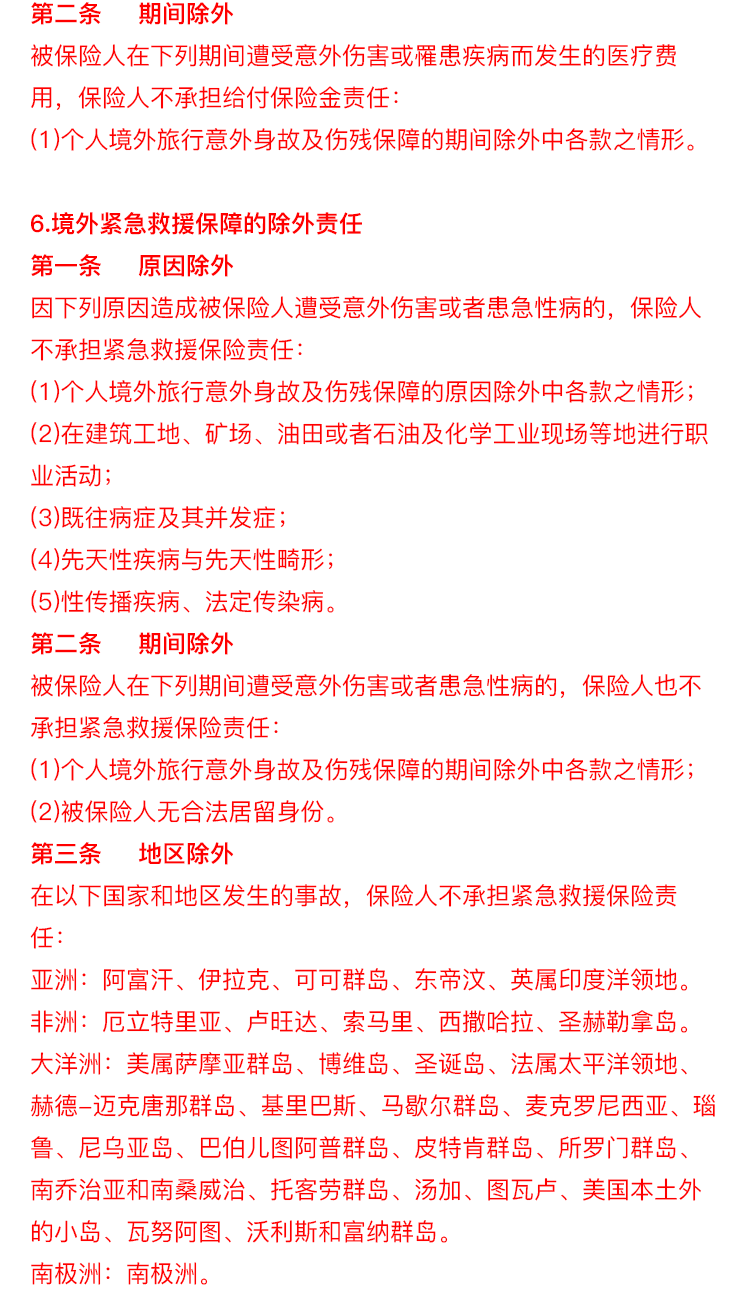 第二条 期间除外
被保险人在下列期间遭受意外伤害或罹患疾病而发生的医疗费
用，保险人不承担给付保险金责任：
(1)个人境外旅行意外身故及伤残保障的期间除外中各款之情形。
6.境外紧急救援保障的除外责任
第一条 原因除外
因下列原因造成被保险人遭受意外伤害或者患急性病的，保险人
不承担紧急救援保险责任：
(1)个人境外旅行意外身故及伤残保障的原因除外中各款之情形；
(2)在建筑工地、矿场、油田或者石油及化学工业现场等地进行职
业活动；
(3)既往病症及其并发症；
(4)先天性疾病与先天性畸形；
(5)性传播疾病、法定传染病。
第二条 期间除外
被保险人在下列期间遭受意外伤害或者患急性病的，保险人也不
承担紧急救援保险责任：
(1)个人境外旅行意外身故及伤残保障的期间除外中各款之情形；
(2)被保险人无合法居留身份。
第三条 地区除外
在以下国家和地区发生的事故，保险人不承担紧急救援保险责
任：
亚洲：阿富汗、伊拉克、可可群岛、东帝汶、英属印度洋领地。
非洲：厄立特里亚、卢旺达、索马里、西撒哈拉、圣赫勒拿岛。
大洋洲：美属萨摩亚群岛、博维岛、圣诞岛、法属太平洋领地、
赫德-迈克唐那群岛、基里巴斯、马歇尔群岛、麦克罗尼西亚、瑙
鲁、尼乌亚岛、巴伯儿图阿普群岛、皮特肯群岛、所罗门群岛、
南乔治亚和南桑威治、托客劳群岛、汤加、图瓦卢、美国本土外
的小岛、瓦努阿图、沃利斯和富纳群岛。
南极洲：南极洲。